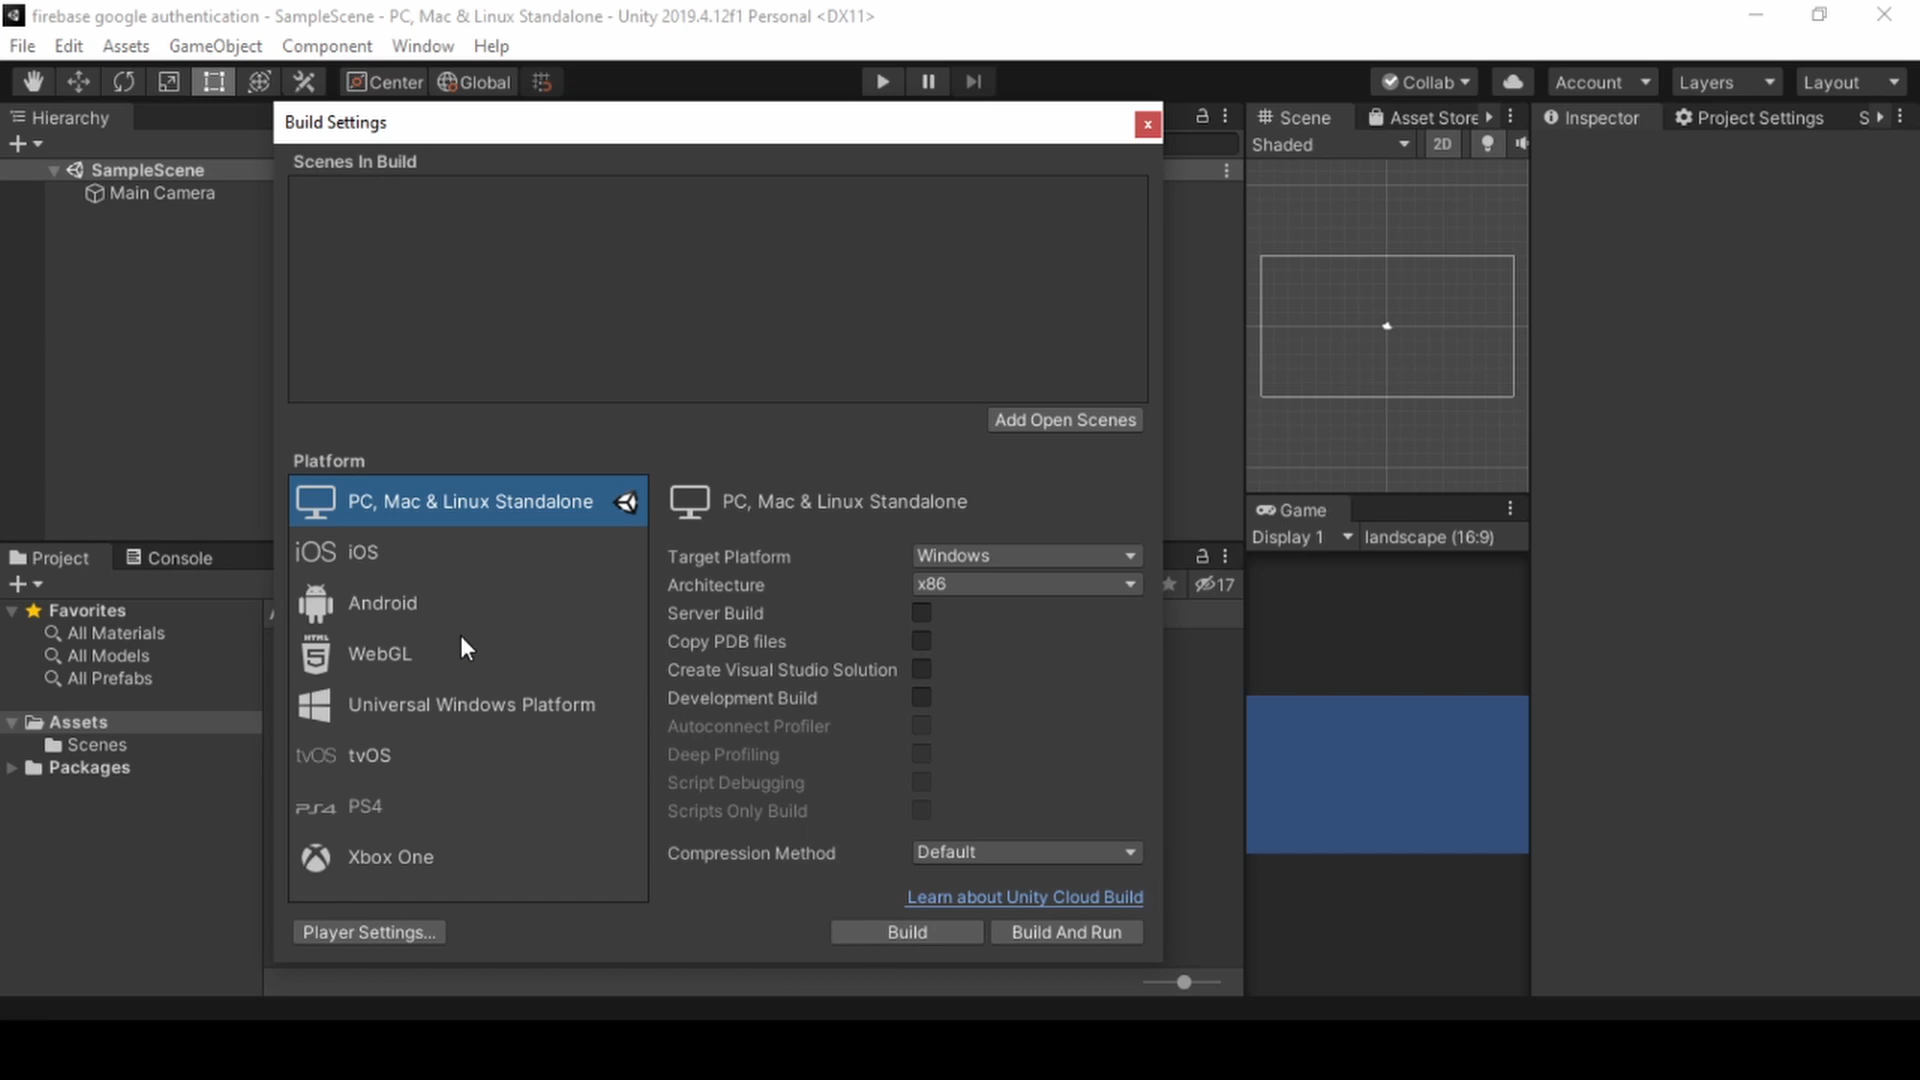 firebase google authentication - SampleScene - PC, Mac & Linux Standalone - Unity 2019.4.12f1 Personal <DX11>
File Edit Assets GameObject Component Window Help
Center Global Collab Account Layers Layout
Hierarchy
SampleScene
Main Camera
Build Settings
x
Scenes In Build
Add Open Scenes
Platform
PC, Mac & Linux Standalone
iOS iOS
Android
HTML 5 WebGL
Universal Windows Platform
tvOS tvOS
PS4 PS4
Xbox One
PC, Mac & Linux Standalone
Target Platform Windows
Architecture x86
Server Build
Copy PDB files
Create Visual Studio Solution
Development Build
Autoconnect Profiler
Deep Profiling
Script Debugging
Scripts Only Build
Compression Method Default
Learn about Unity Cloud Build
Player Settings... Build Build And Run
Project Console
17
Favorites
All Materials
All Models
All Prefabs
Assets
Scenes
Packages
Scene Asset Store
Shaded 2D
Game
Display 1 landscape (16:9)
Inspector Project Settings S